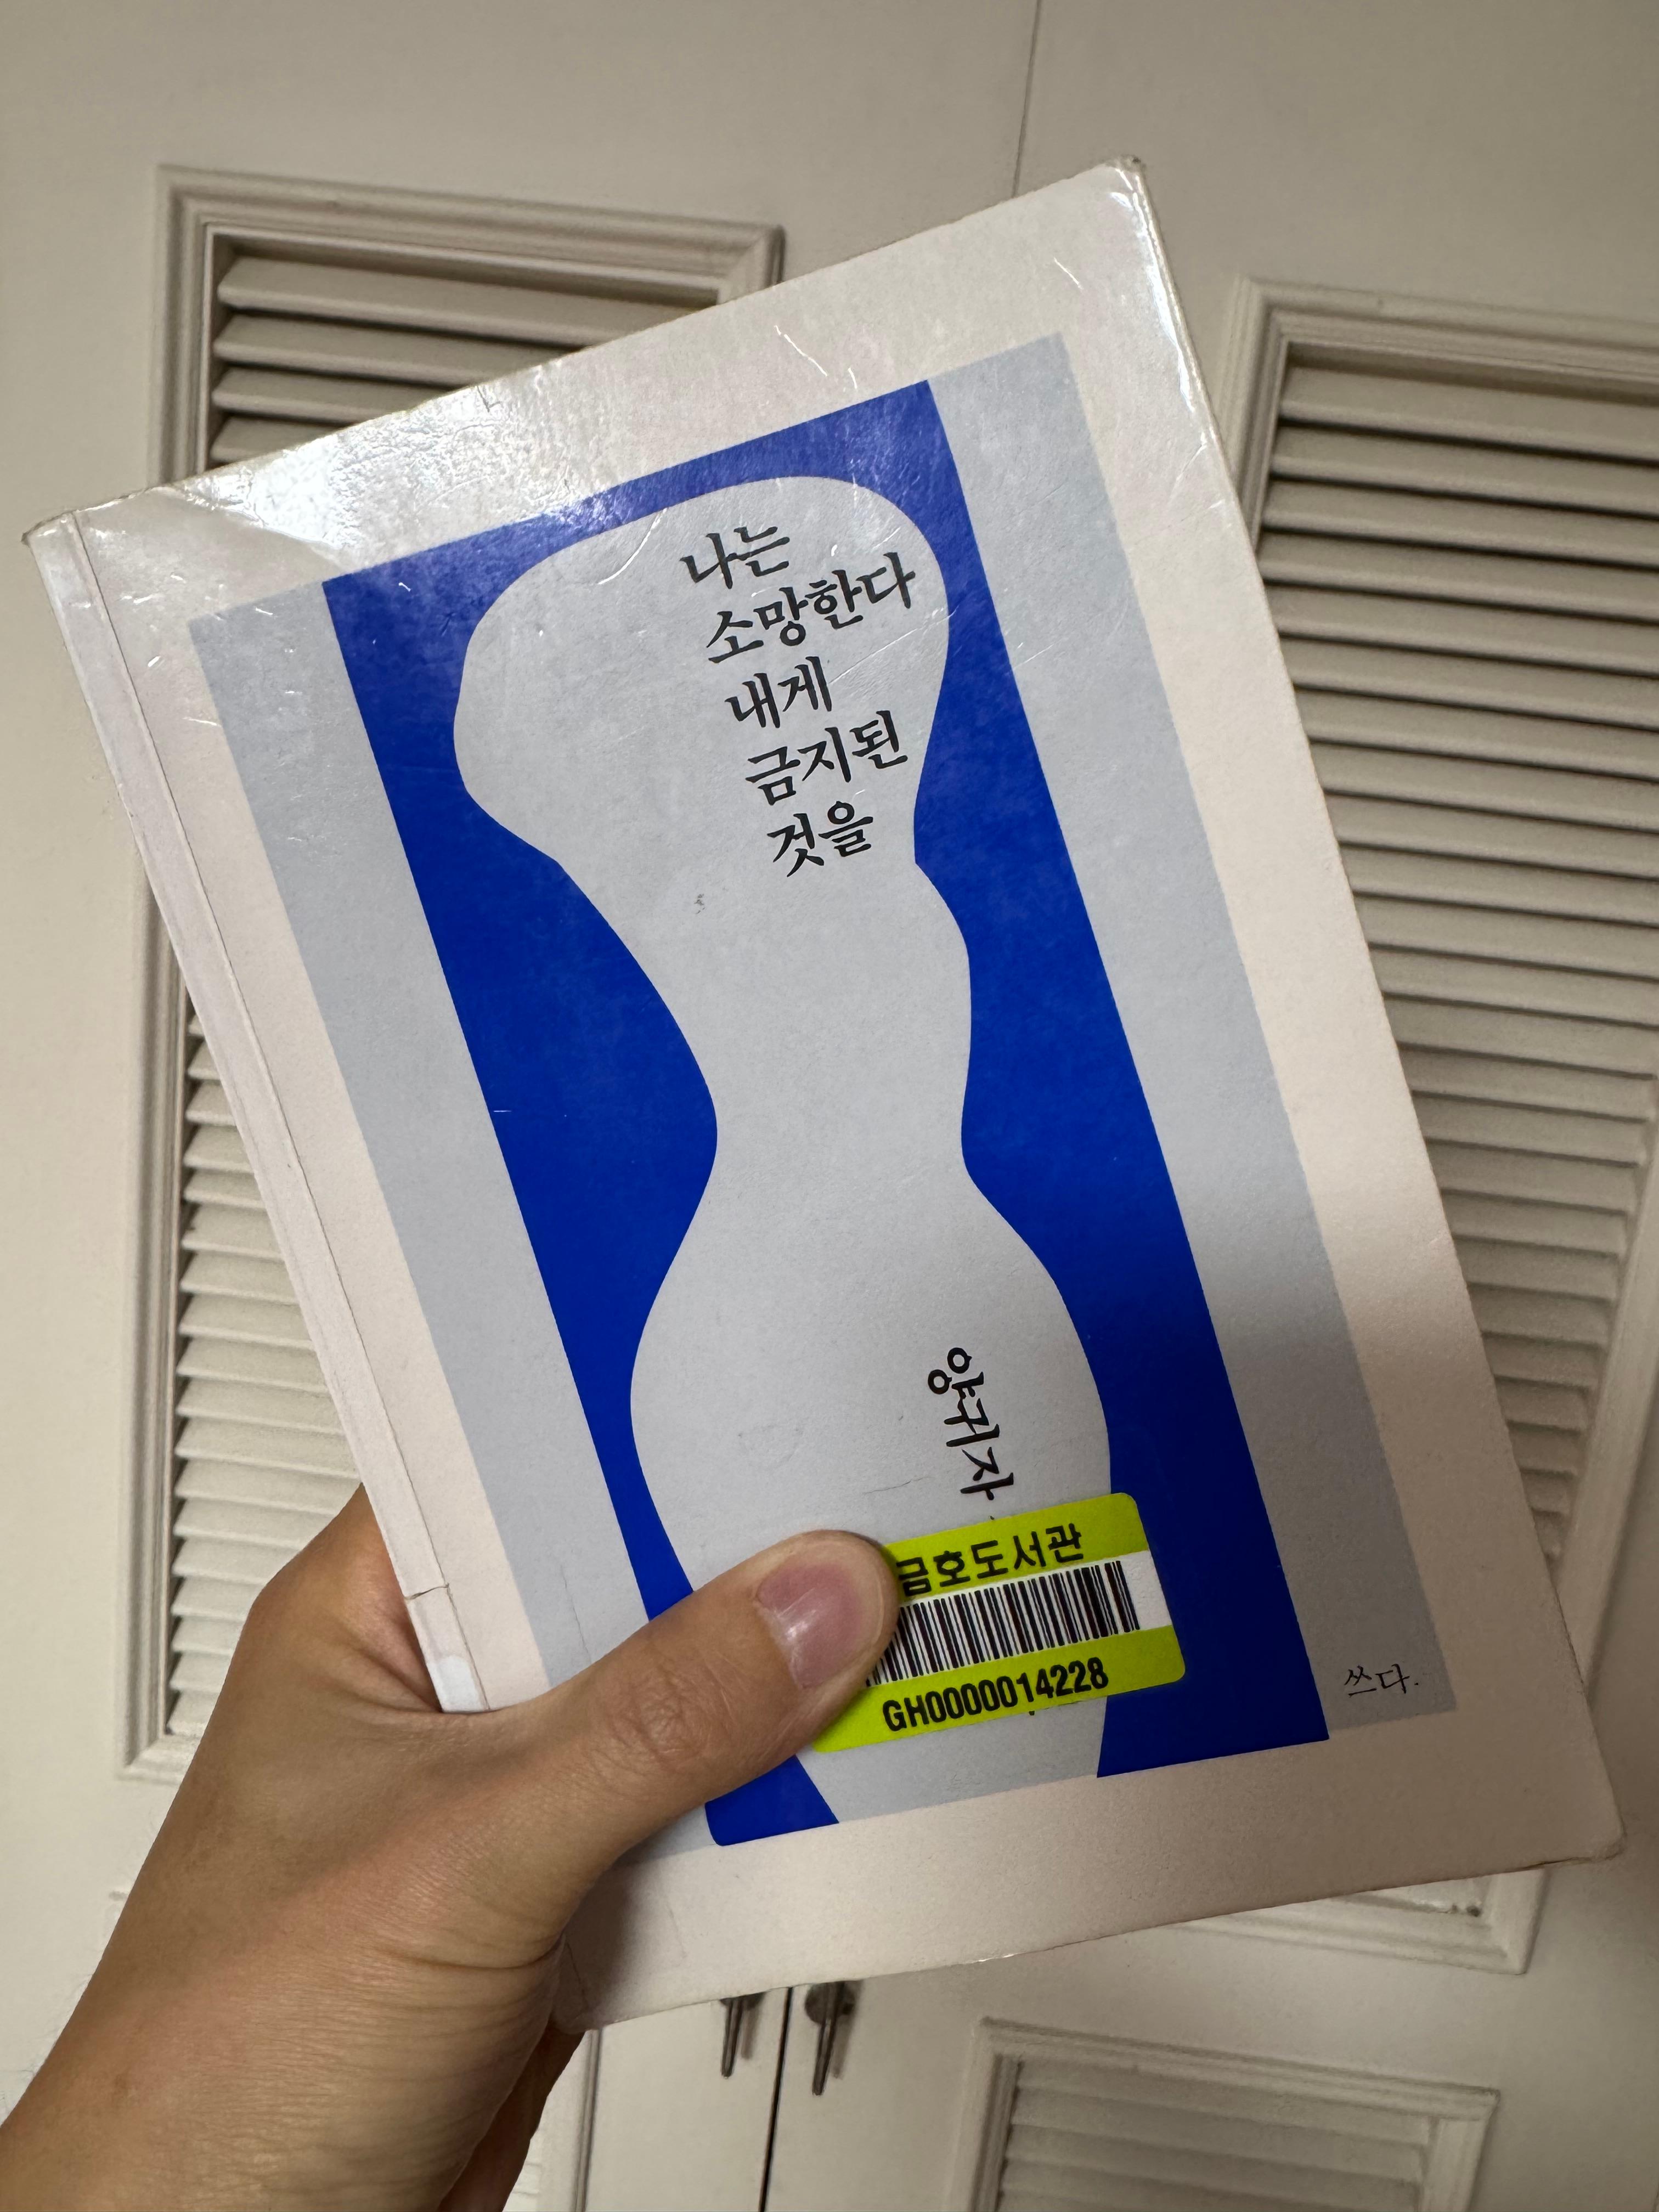 나는
소망한다
내게
금지된
것을
양귀자
금호도서관
GH0000014228
쓰다.